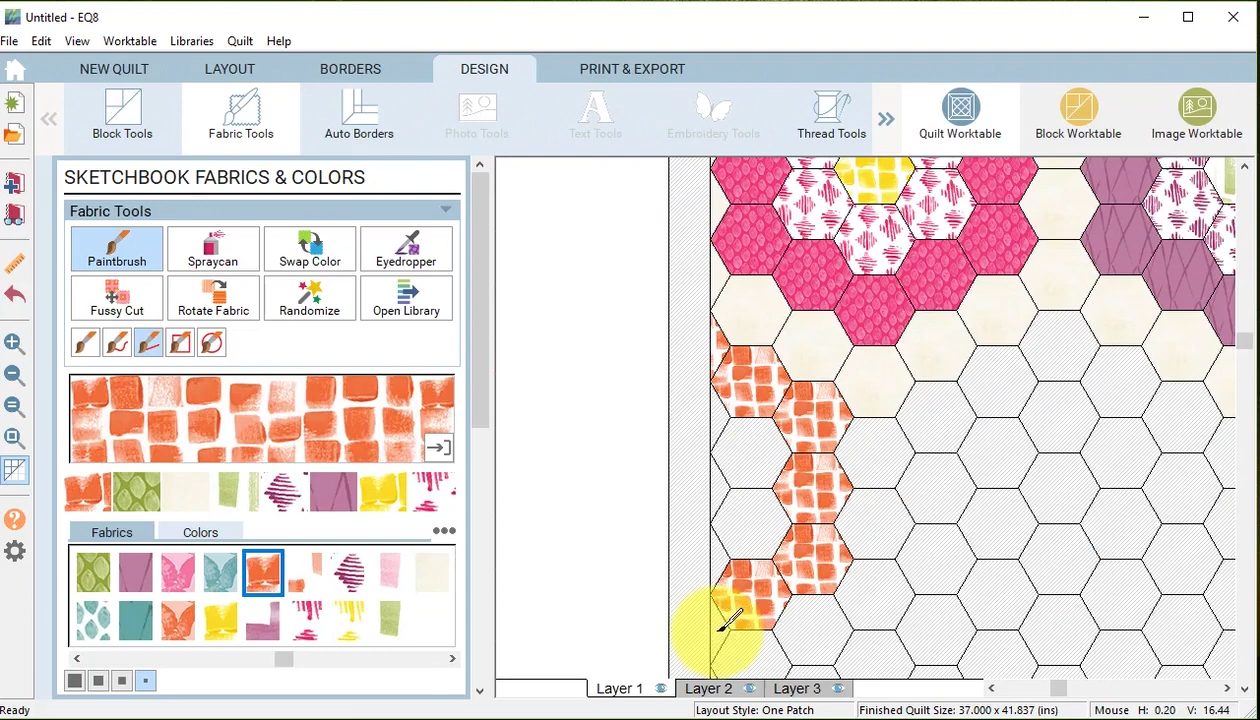 Untitled - EQ8
File Edit View Worktable Libraries Quilt Help
NEW QUILT LAYOUT BORDERS DESIGN PRINT & EXPORT
Block Tools Fabric Tools Auto Borders Photo Tools Text Tools Embroidery Tools Thread Tools Quilt Worktable Block Worktable Image Worktable
SKETCHBOOK FABRICS & COLORS
Fabric Tools
Paintbrush Spraycan Swap Color Eyedropper
Fussy Cut Rotate Fabric Randomize Open Library
Fabrics Colors
Layer 1 Layer 2 Layer 3
Ready Layout Style: One Patch Finished Quilt Size: 37.000 x 41.837 (ins) Mouse H: 0.20 V: 16.44